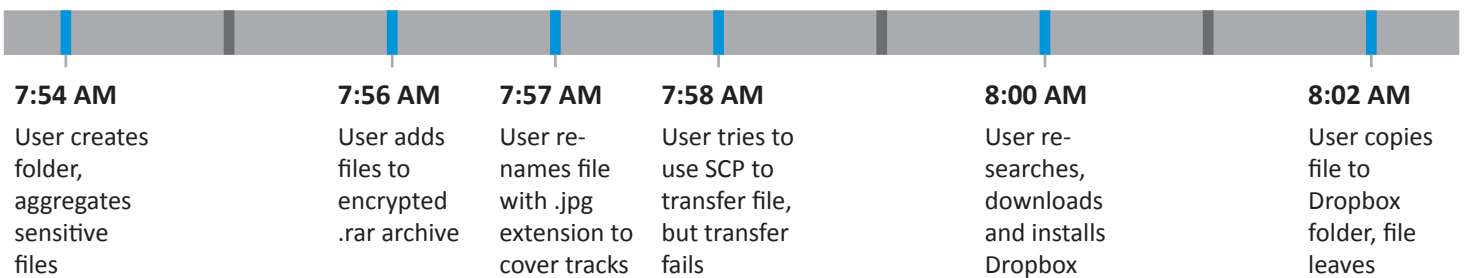 7:54 AM
User creates
folder,
aggregates
sensitive
files
7:56 AM
User adds
files to
encrypted
.rar archive
7:57 AM
User re-
names file
with .jpg
extension to
cover tracks
7:58 AM
User tries to
use SCP to
transfer file,
but transfer
fails
8:00 AM
User re-
searches,
downloads
and installs
Dropbox
8:02 AM
User copies
file to
Dropbox
folder, file
leaves